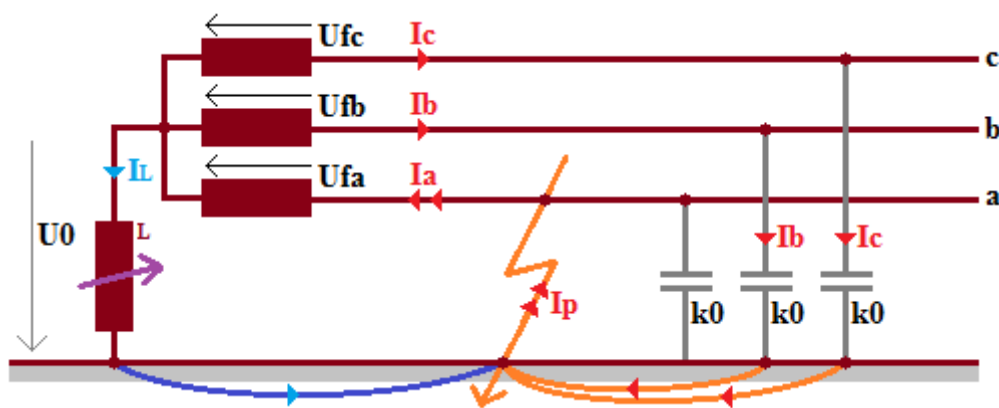 Ufc Ic c
Ufb Ib b
IL
Ufa Ia a
U0 L Ib Ic
Ip k0 k0 k0